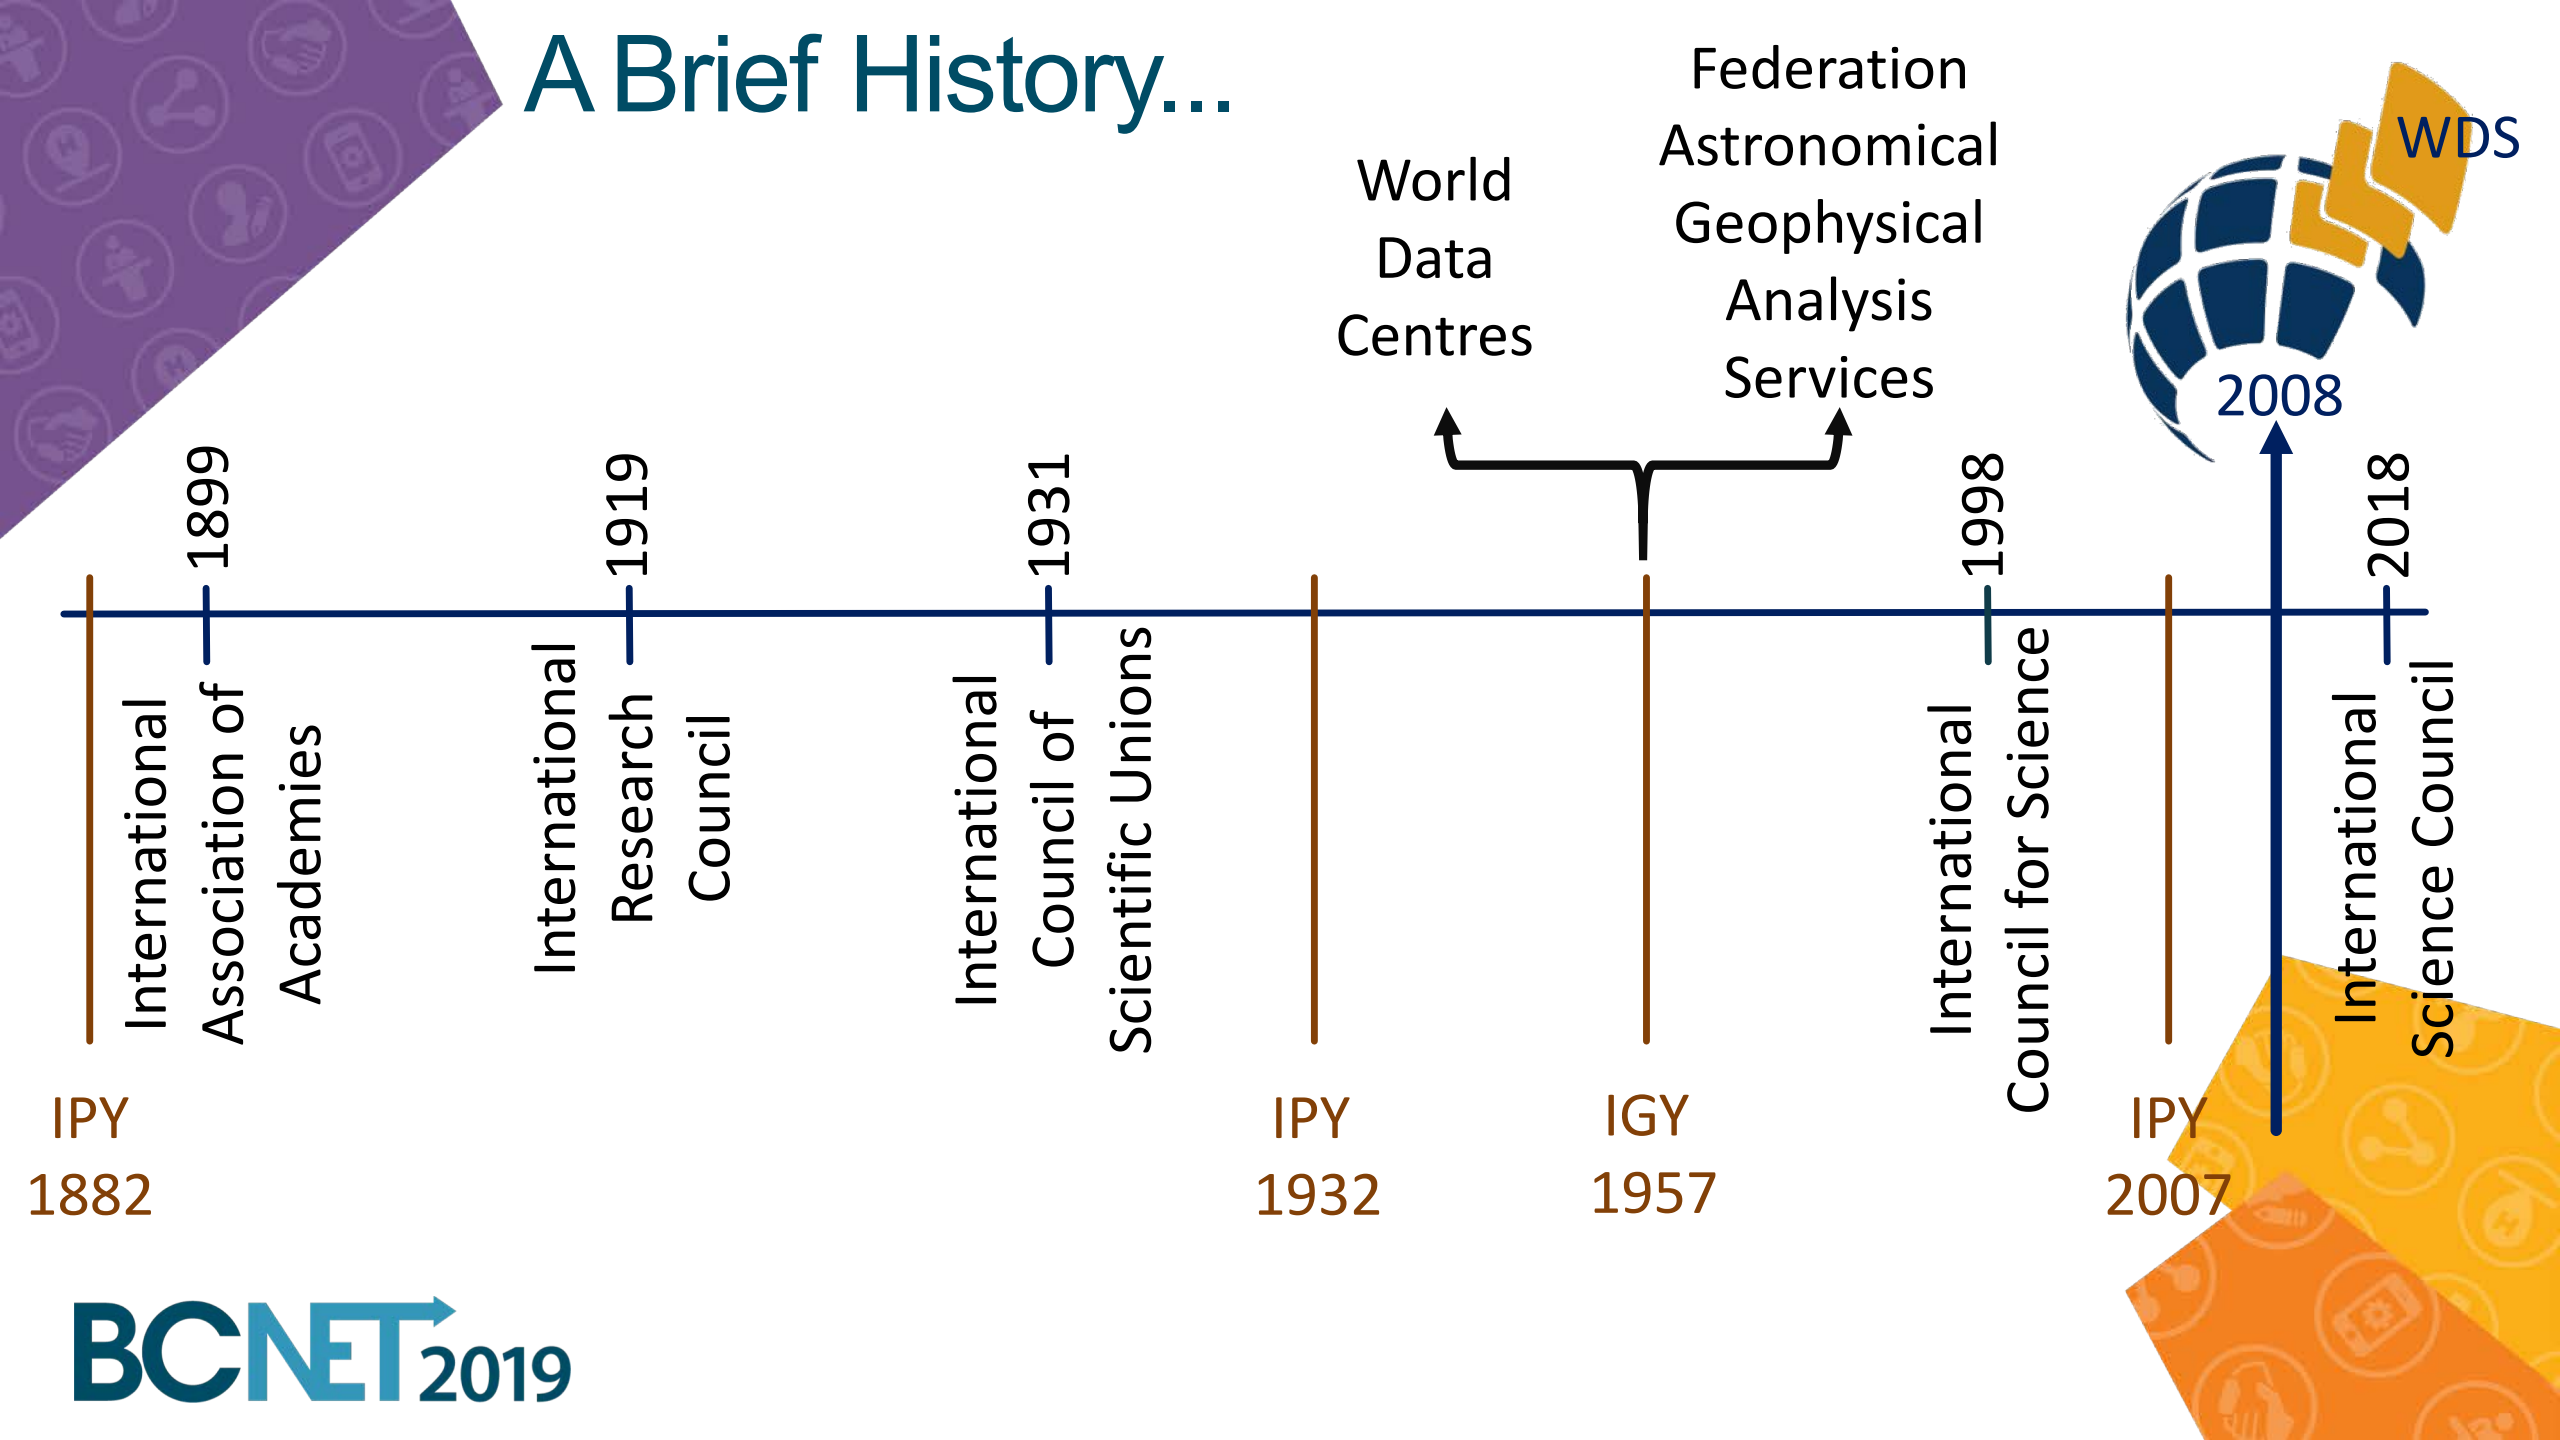 A Brief History...
World
Data
Centres
Federation
Astronomical
Geophysical
Analysis
Services
WDS
2008
1899
1919
1931
1998
2018
International
Association of
Academies
International
Research
Council
International
Council of
Scientific Unions
International
Council for Science
International
Science Council
IPY
1882
IPY
1932
IGY
1957
IPY
2007
BCNET2019